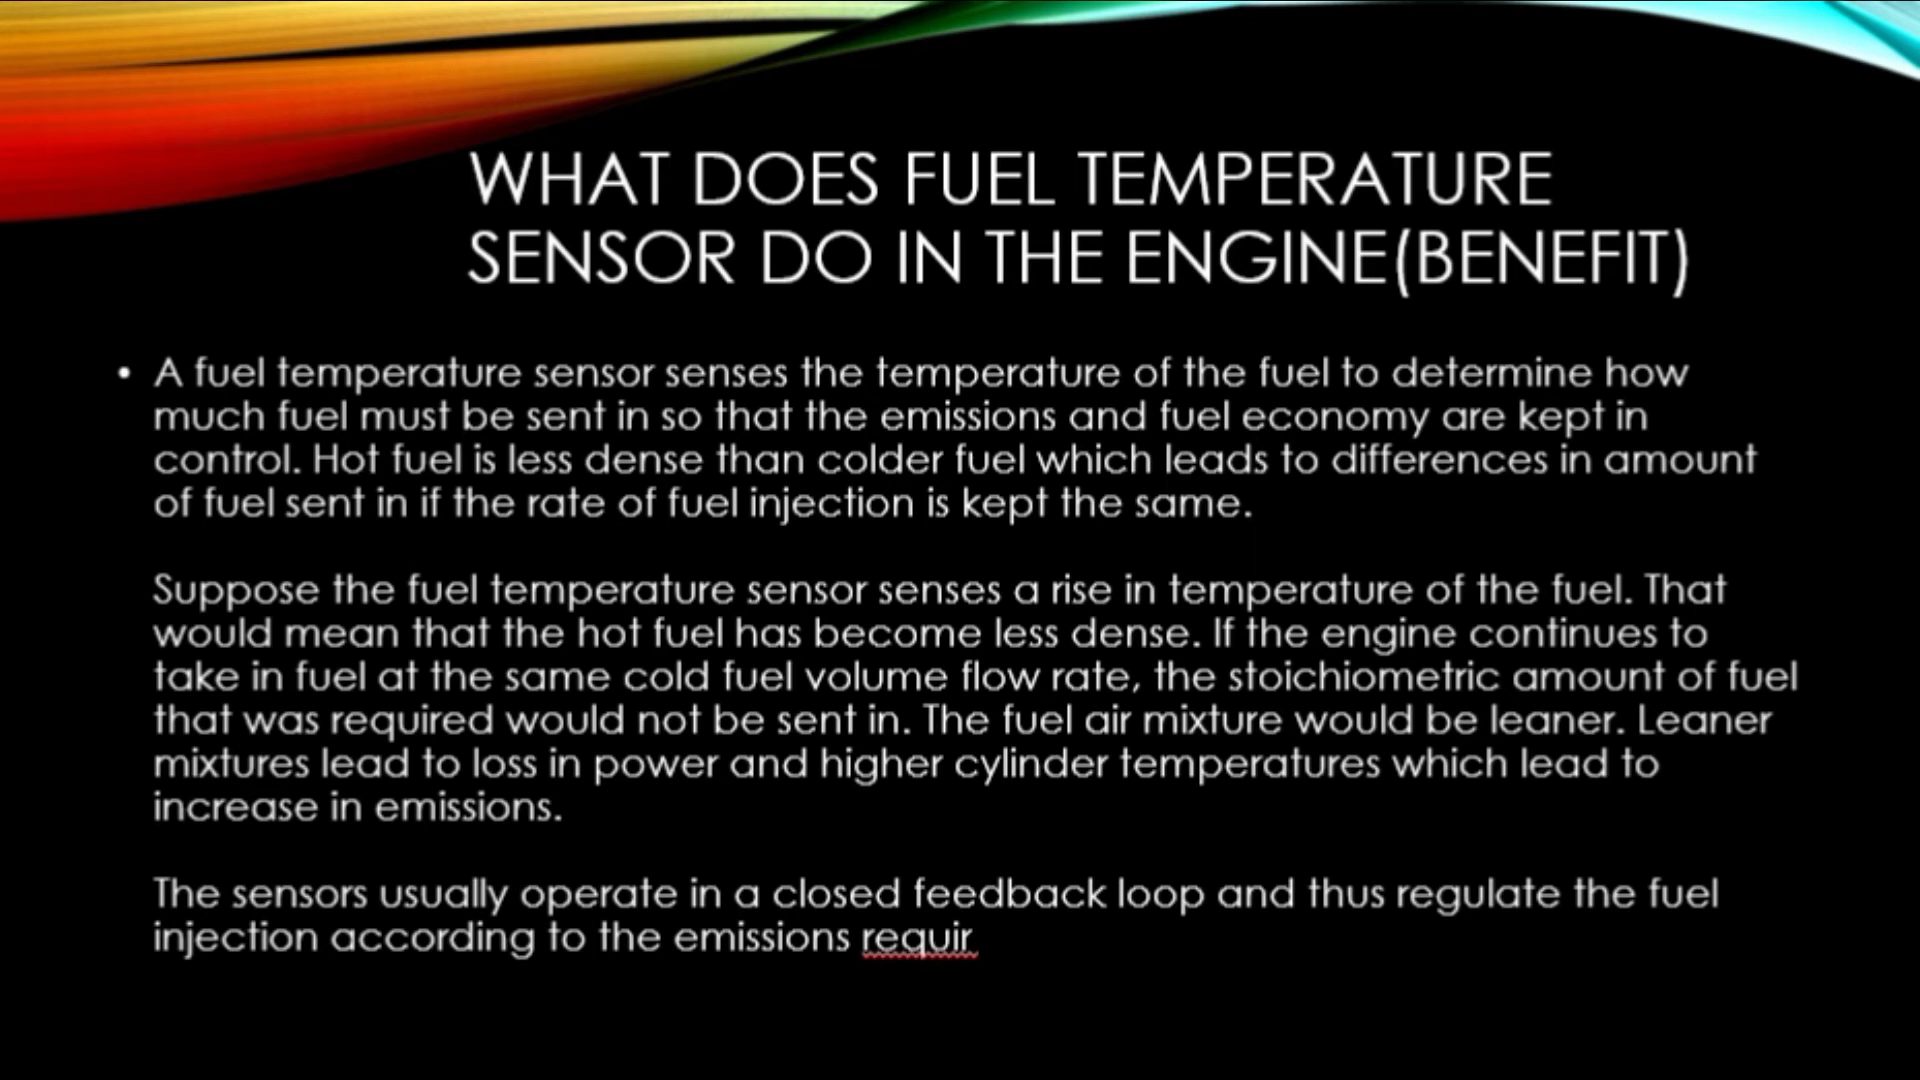 WHAT DOES FUEL TEMPERATURE
SENSOR DO IN THE ENGINE(BENEFIT)
• A fuel temperature sensor senses the temperature of the fuel to determine how
much fuel must be sent in so that the emissions and fuel economy are kept in
control. Hot fuel is less dense than colder fuel which leads to differences in amount
of fuel sent in if the rate of fuel injection is kept the same.
Suppose the fuel temperature sensor senses a rise in temperature of the fuel. That
would mean that the hot fuel has become less dense. If the engine continues to
take in fuel at the same cold fuel volume flow rate, the stoichiometric amount of fuel
that was required would not be sent in. The fuel air mixture would be leaner. Leaner
mixtures lead to loss in power and higher cylinder temperatures which lead to
increase in emissions.
The sensors usually operate in a closed feedback loop and thus regulate the fuel
injection according to the emissions requir